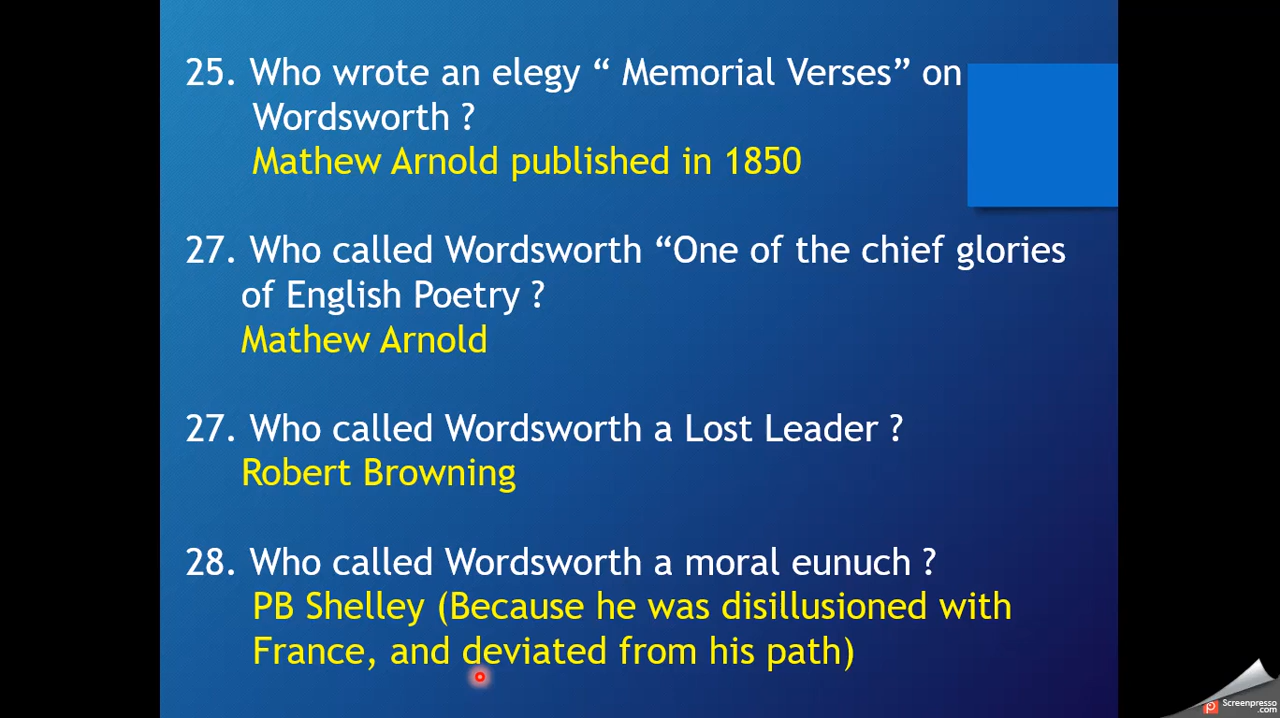 25. Who wrote an elegy “ Memorial Verses” on
Wordsworth ?
Mathew Arnold published in 1850
27. Who called Wordsworth “One of the chief glories
of English Poetry ?
Mathew Arnold
27. Who called Wordsworth a Lost Leader ?
Robert Browning
28. Who called Wordsworth a moral eunuch ?
PB Shelley (Because he was disillusioned with
France, and deviated from his path)
Screenpresso
.com